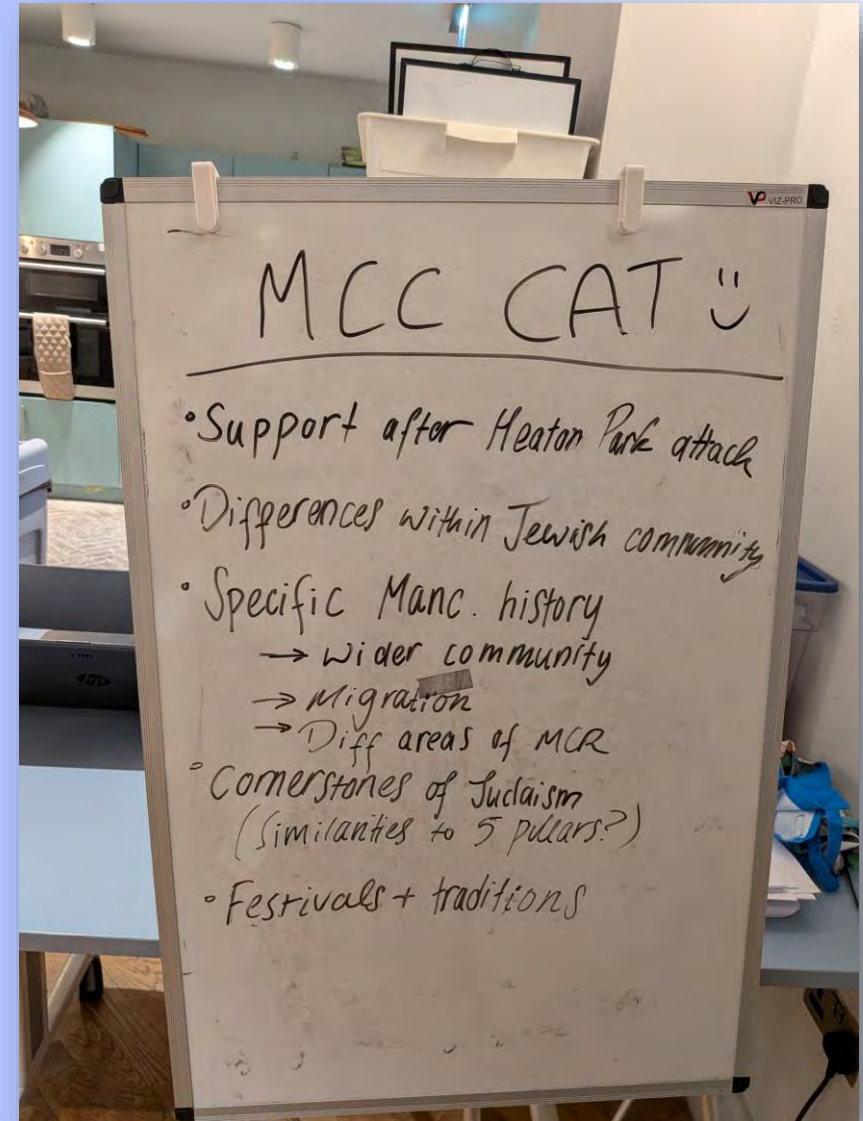 VP VIZ-PRO
MCC CAT
• Support after Heaton Park attack
• Differences within Jewish community
• Specific Manc. history
→ wider community
→ Migration
→ Diff areas of MCR
• Cornerstones of Judaism
(Similarities to 5 pillars?)
• Festivals + traditions